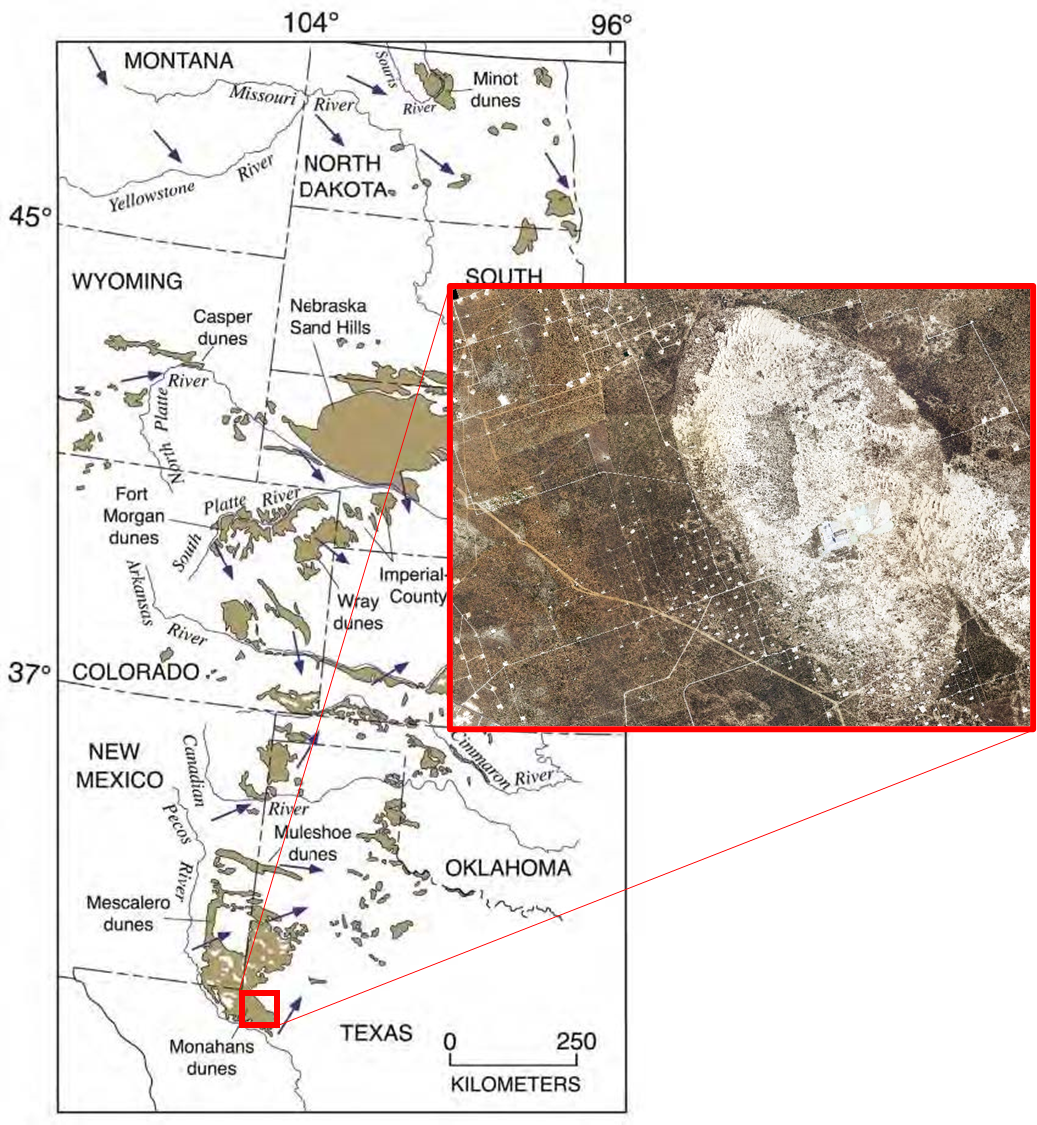 104°
96°
MONTANA
Souris
River
Minot
dunes
Missouri
River
NORTH
DAKOTA
Yellowstone
River
45°
WYOMING
SOUTH
Nebraska
Sand Hills
Casper
dunes
River
Platte
North
Fort
Morgan
dunes
Platte
River
South
Imperial-
County
Wray
dunes
Arkansas
River
37°
COLORADO
NEW
MEXICO
Canadian
River
Cimmaron
River
Pecos
River
Muleshoe
dunes
OKLAHOMA
Mescalero
dunes
TEXAS
Monahans
dunes
0
250
KILOMETERS